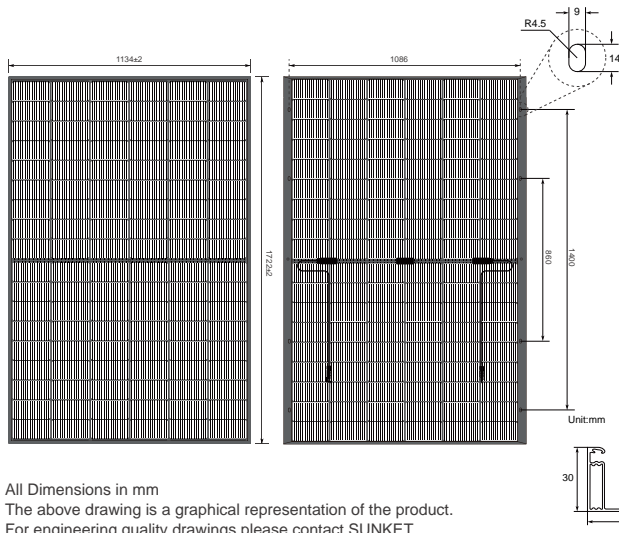 9
R4.5
14
1134±2
1086
1722±2
860
1400
Unit:mm
30
All Dimensions in mm
The above drawing is a graphical representation of the product.
For engineering quality drawings please contact SUNKET